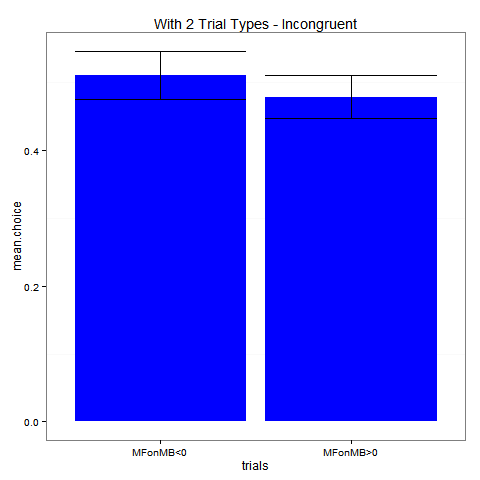 With 2 Trial Types - Incongruent
mean.choice
0.4
0.2
0.0
MFonMB<0
MFonMB>0
trials